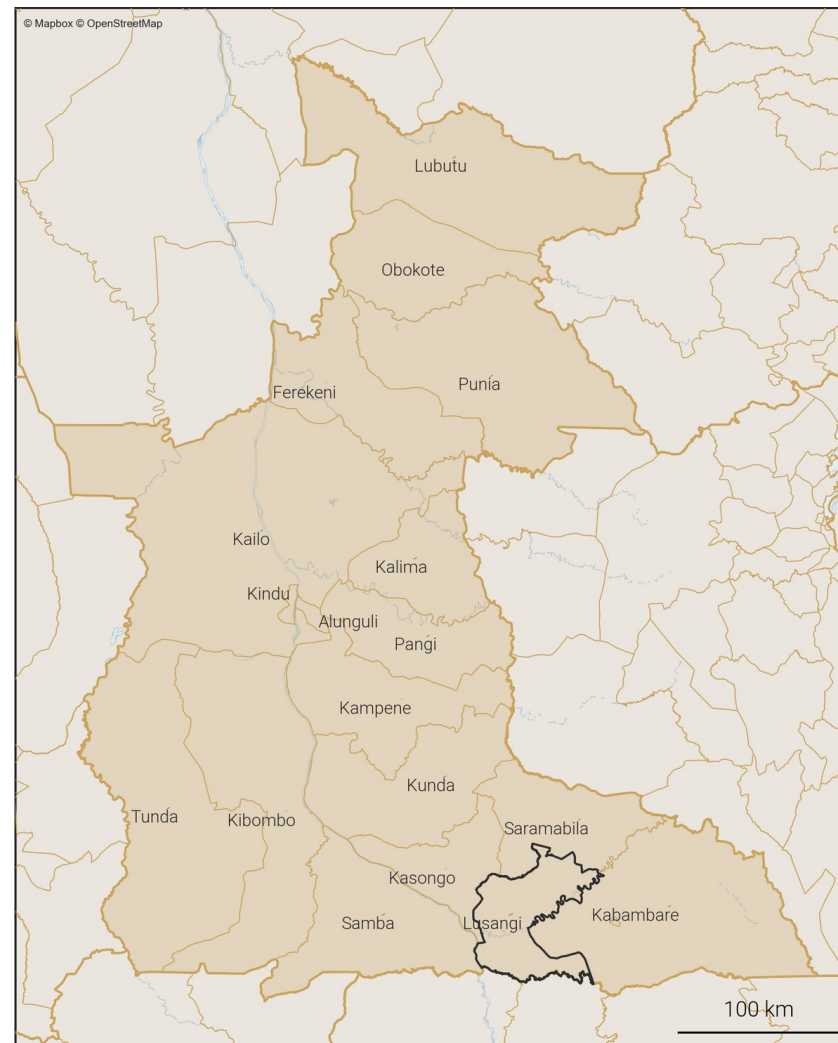 © Mapbox © OpenStreetMap
Lubutu
Obokote
Punia
Ferekeni
Kailo
Kalima
Kindu
Alunguli
Pangi
Kampene
Kunda
Tunda
Kibombo
Saramabila
Kasongo
Samba
Lusangi
Kabambare
100 km